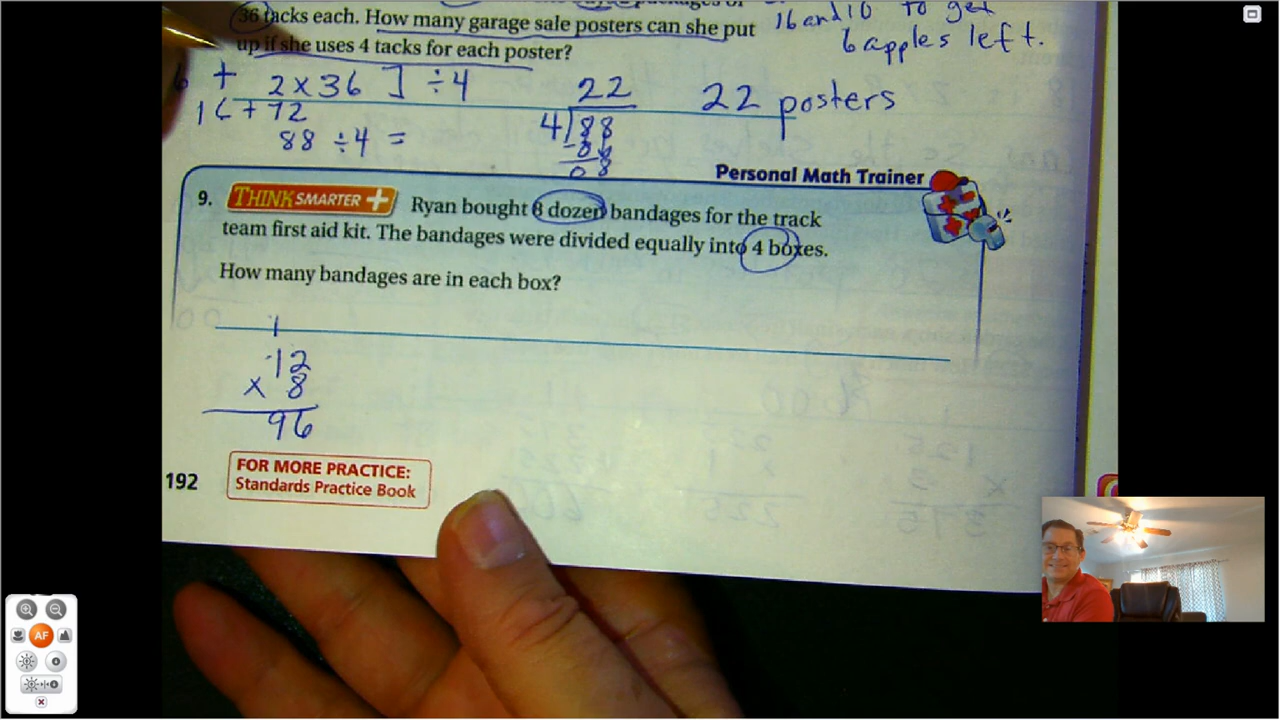 36 tacks each. How many garage sale posters can she put
up if she uses 4 tacks for each poster?
16 and 10 to get
6 apples left.
+ 2 x 36 ] ÷ 4
16 + 72
88 ÷ 4 =
22
4 88
- 8
08
22 posters
Personal Math Trainer
9. THINK SMARTER + Ryan bought 8 dozen bandages for the track
team first aid kit. The bandages were divided equally into 4 boxes.
How many bandages are in each box?
1
12
x 8
96
192
FOR MORE PRACTICE:
Standards Practice Book
AF